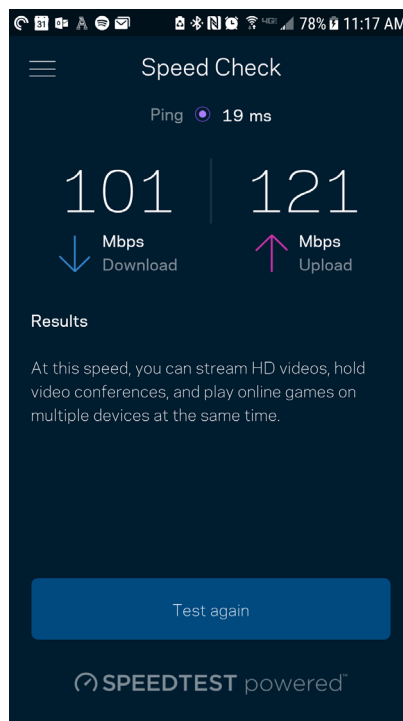 31 78% 11:17 AM
Speed Check
Ping 19 ms
101 121
Mbps Mbps
Download Upload
Results
At this speed, you can stream HD videos, hold
video conferences, and play online games on
multiple devices at the same time.
Test again
SPEEDTEST powered™